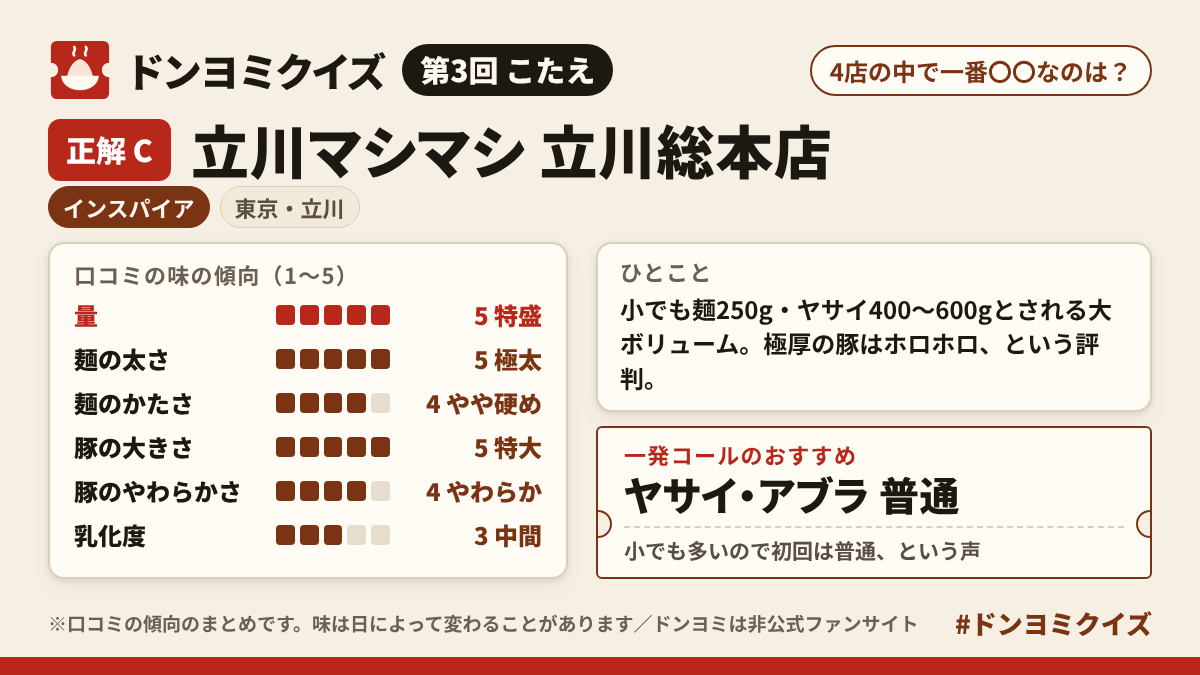 ドンヨミクイズ 第3回 こたえ 4店の中で一番〇〇なのは？
正解 C 立川マシマシ 立川総本店
インスパイア 東京・立川
口コミの味の傾向（1〜5）
量 5 特盛
麺の太さ 5 極太
麺のかたさ 4 やや硬め
豚の大きさ 5 特大
豚のやわらかさ 4 やわらか
乳化度 3 中間
ひとこと
小でも麺250g・ヤサイ400〜600gとされる大
ボリューム。極厚の豚はホロホロ、という評
判。
一発コールのおすすめ
ヤサイ・アブラ 普通
小でも多いので初回は普通、という声
※口コミの傾向のまとめです。味は日によって変わることがあります／ドンヨミは非公式ファンサイト #ドンヨミクイズ